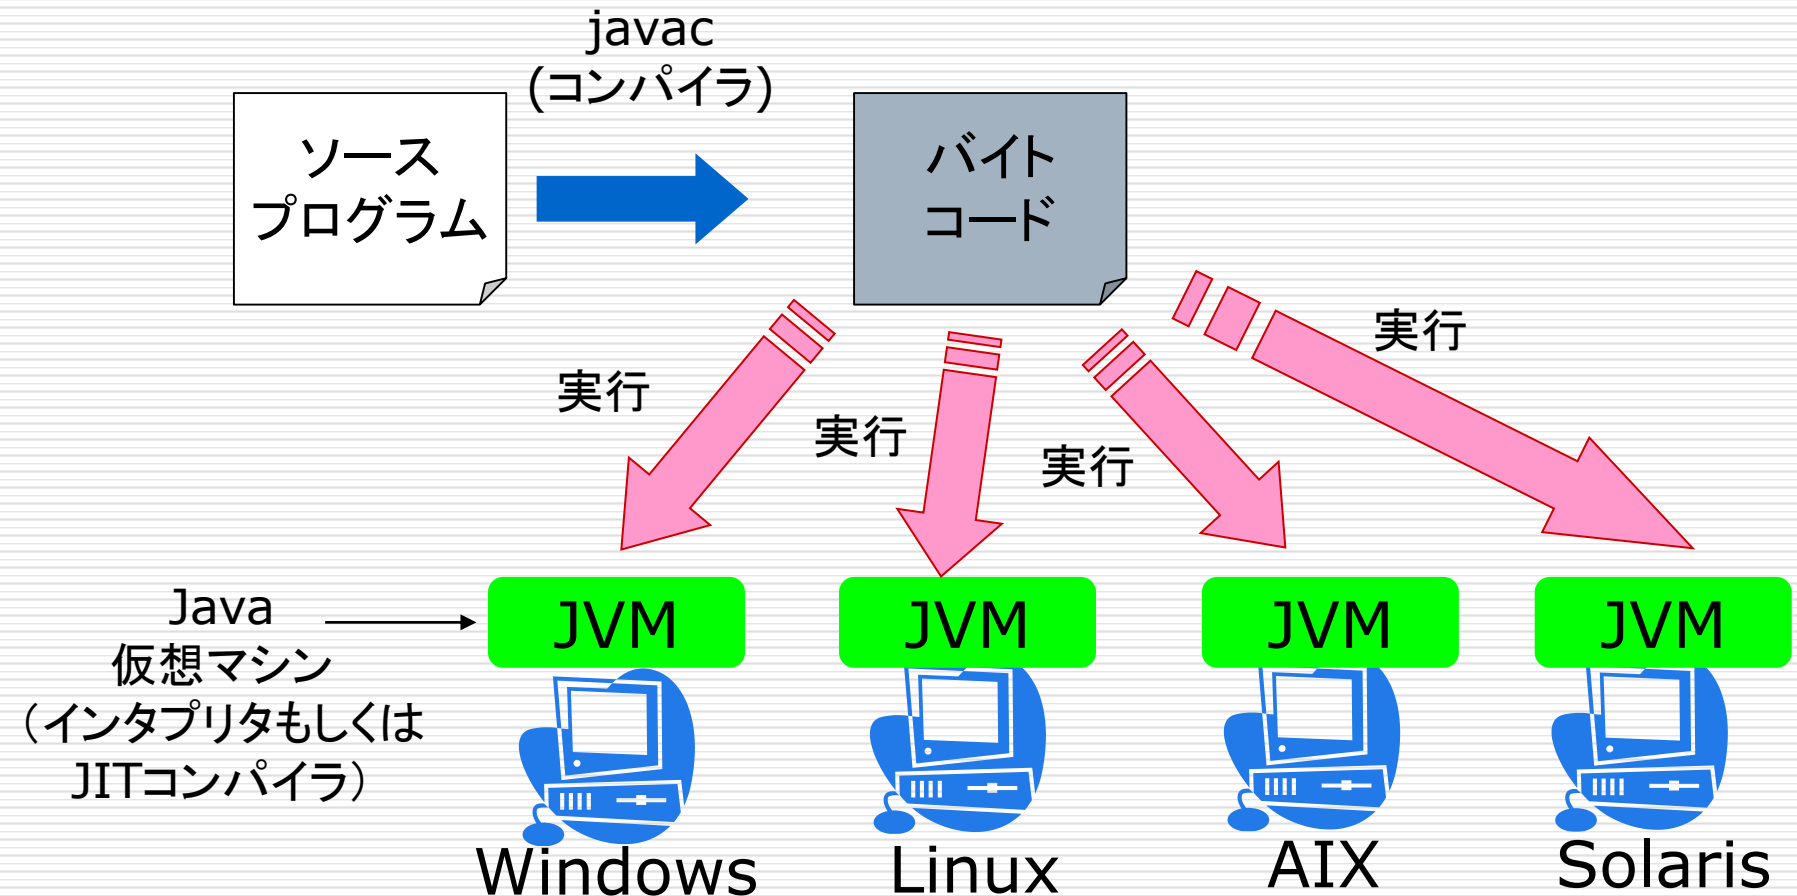 javac
(コンパイラ)
ソース
プログラム
バイト
コード
実行
実行
実行
実行
Java
仮想マシン
（インタプリタもしくは
JITコンパイラ）
JVM
JVM
JVM
JVM
Windows
Linux
AIX
Solaris